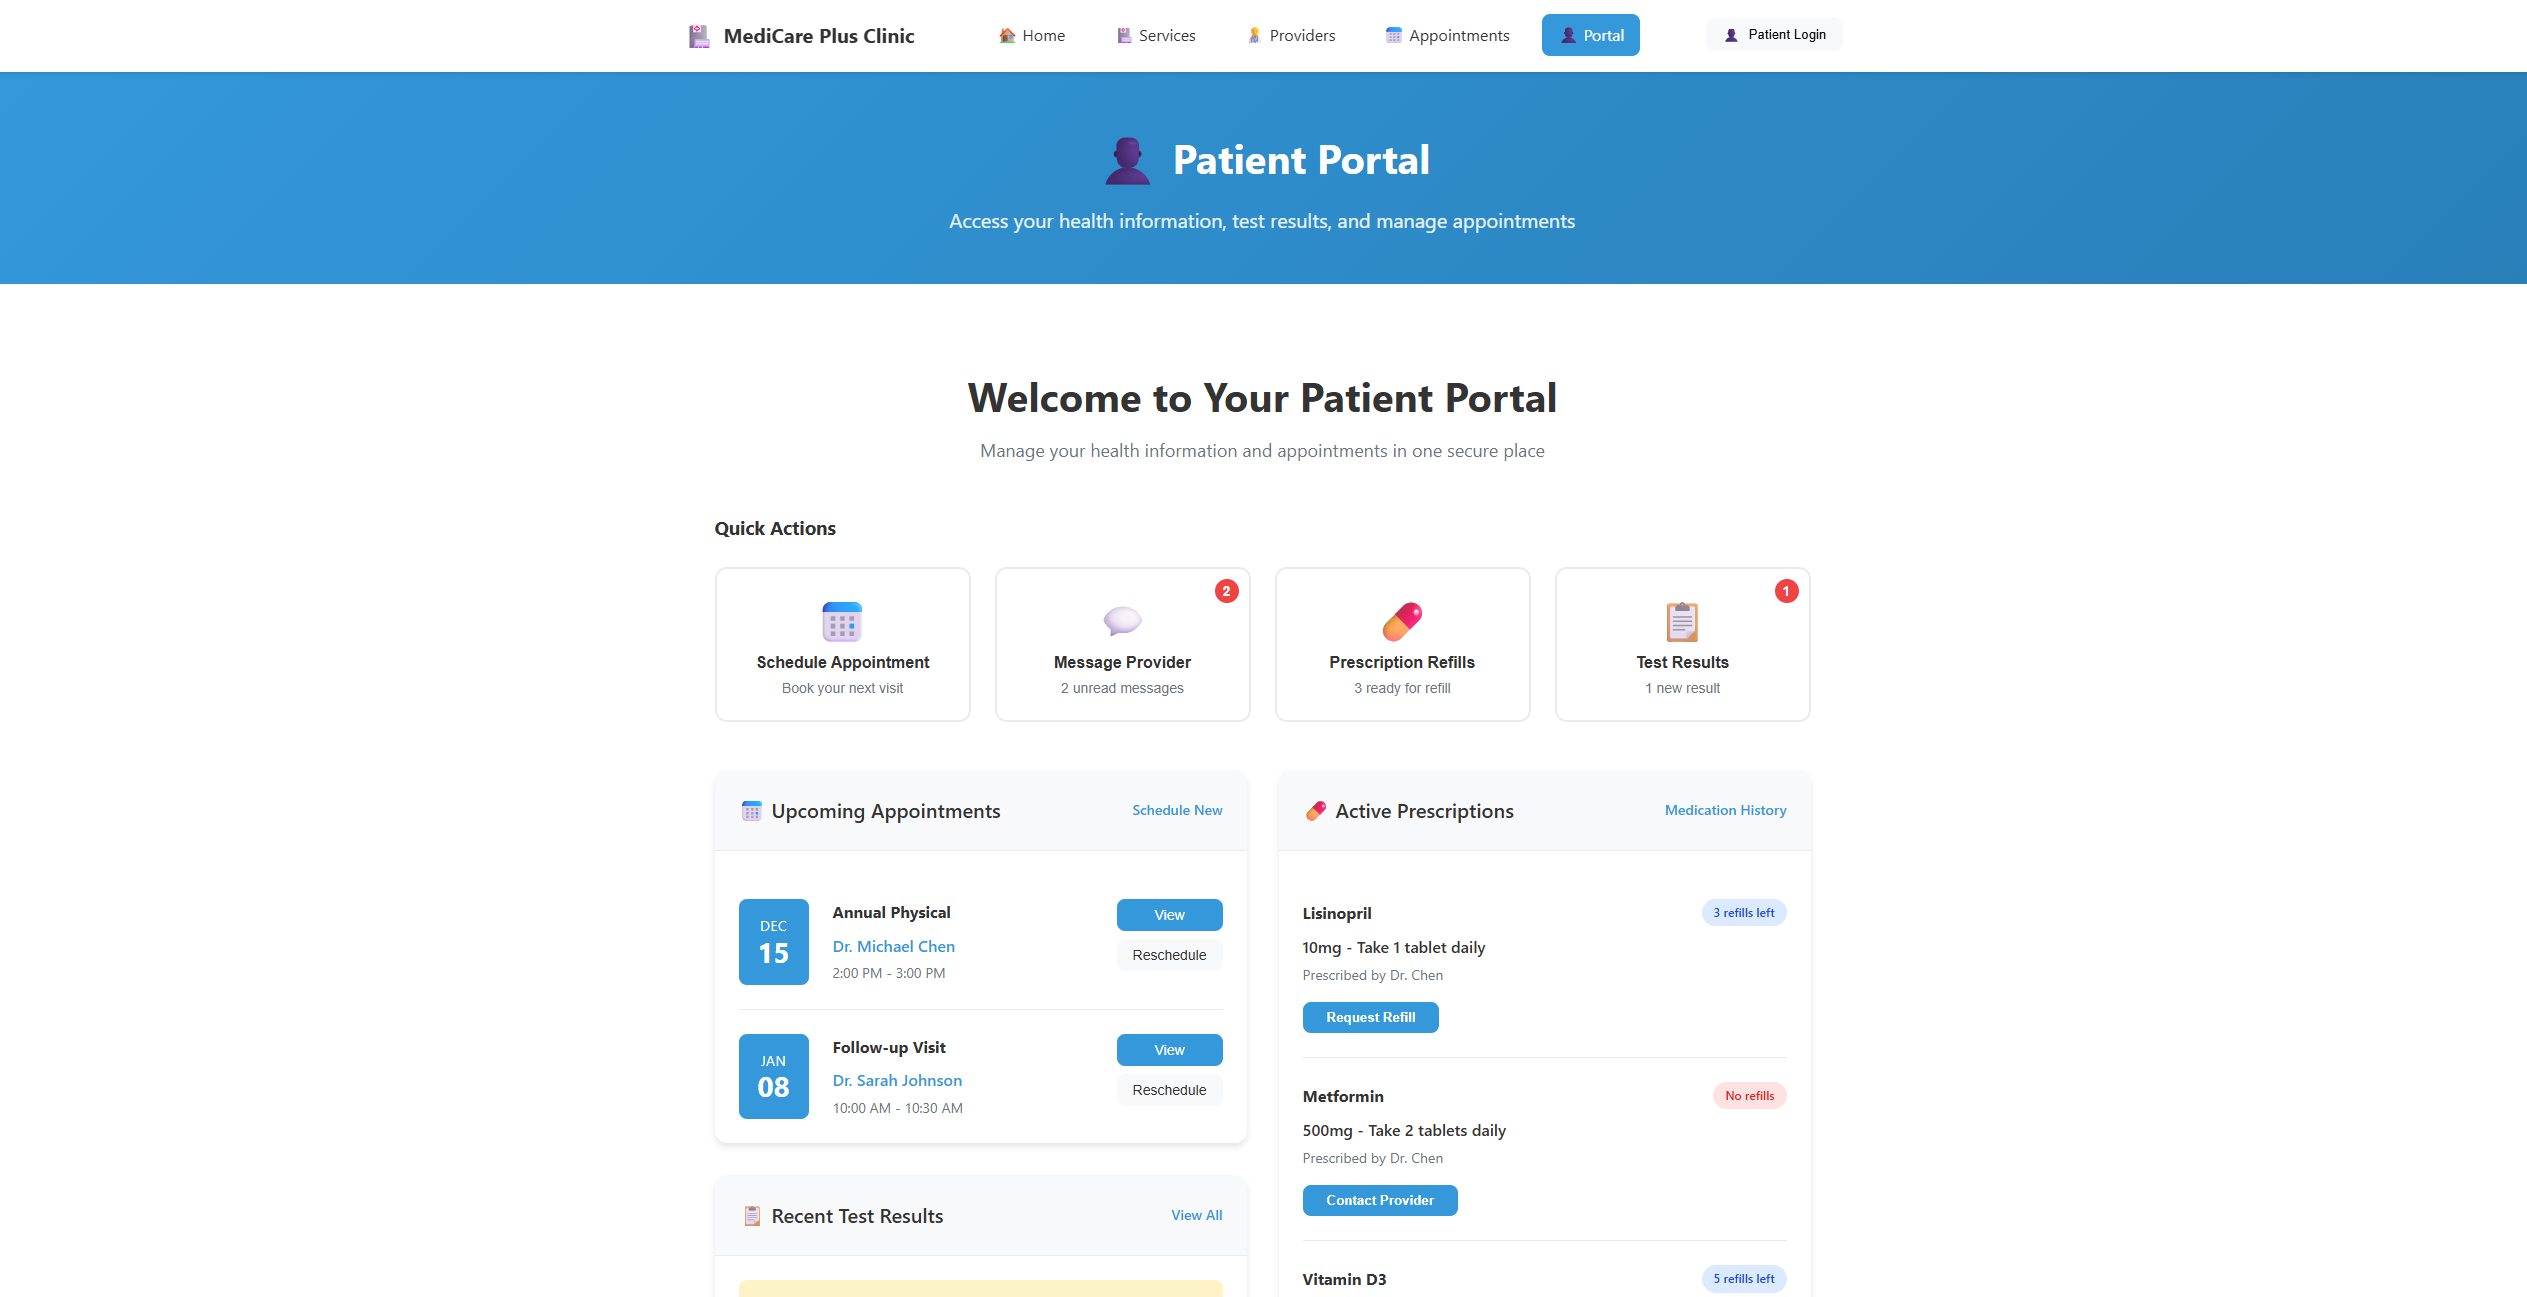 MediCare Plus Clinic
Home
Services
Providers
Appointments
Portal
Patient Login
Patient Portal
Access your health information, test results, and manage appointments
Welcome to Your Patient Portal
Manage your health information and appointments in one secure place
Quick Actions
Schedule Appointment
Book your next visit
2
Message Provider
2 unread messages
Prescription Refills
3 ready for refill
1
Test Results
1 new result
Upcoming Appointments
Schedule New
DEC
15
Annual Physical
Dr. Michael Chen
2:00 PM - 3:00 PM
View
Reschedule
JAN
08
Follow-up Visit
Dr. Sarah Johnson
10:00 AM - 10:30 AM
View
Reschedule
Recent Test Results
View All
Active Prescriptions
Medication History
Lisinopril
3 refills left
10mg - Take 1 tablet daily
Prescribed by Dr. Chen
Request Refill
Metformin
No refills
500mg - Take 2 tablets daily
Prescribed by Dr. Chen
Contact Provider
Vitamin D3
5 refills left